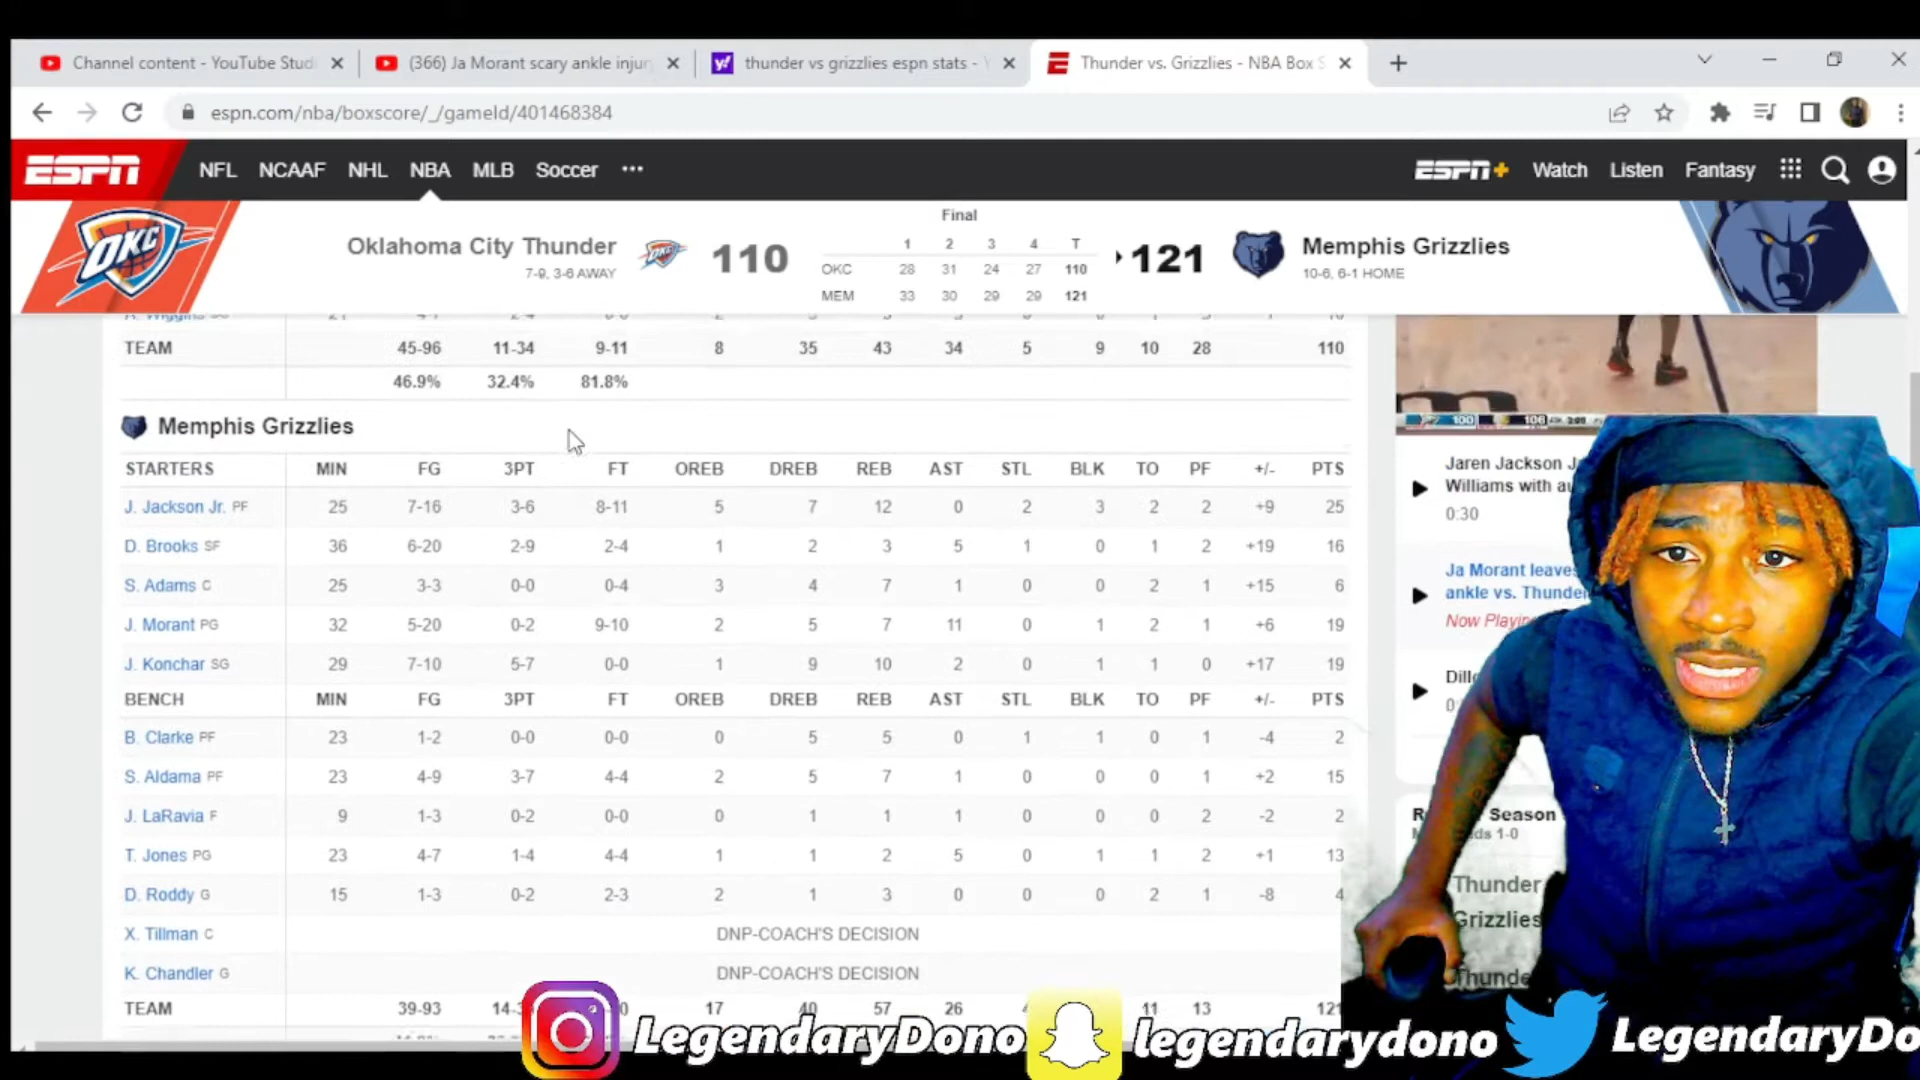 Channel content - YouTube Studi
(366) Ja Morant scary ankle injury
thunder vs grizzlies espn stats - Y
Thunder vs. Grizzlies - NBA Box S
espn.com/nba/boxscore/_/gameId/401468384
ESPN NFL NCAAF NHL NBA MLB Soccer ESPN+ Watch Listen Fantasy
Final
OKC
Oklahoma City Thunder 110
7-9, 3-6 AWAY
1 2 3 4 T
OKC 28 31 24 27 110
MEM 33 30 29 29 121
121 Memphis Grizzlies
10-6, 6-1 HOME
TEAM 45-96 11-34 9-11 8 35 43 34 5 9 10 28 110
46.9% 32.4% 81.8%
Memphis Grizzlies
STARTERS MIN FG 3PT FT OREB DREB REB AST STL BLK TO PF +/- PTS
J. Jackson Jr. PF 25 7-16 3-6 8-11 5 7 12 0 2 3 2 2 +9 25
D. Brooks SF 36 6-20 2-9 2-4 1 2 3 5 1 0 1 2 +19 16
S. Adams C 25 3-3 0-0 0-4 3 4 7 1 0 0 2 1 +15 6
J. Morant PG 32 5-20 0-2 9-10 2 5 7 11 0 1 2 1 +6 19
J. Konchar SG 29 7-10 5-7 0-0 1 9 10 2 0 1 1 0 +17 19
BENCH MIN FG 3PT FT OREB DREB REB AST STL BLK TO PF +/- PTS
B. Clarke PF 23 1-2 0-0 0-0 0 5 5 0 1 1 0 1 -4 2
S. Aldama PF 23 4-9 3-7 4-4 2 5 7 1 0 0 0 1 +2 15
J. LaRavia F 9 1-3 0-2 0-0 0 1 1 1 0 0 0 2 -2 2
T. Jones PG 23 4-7 1-4 4-4 1 1 2 5 0 1 1 2 +1 13
D. Roddy G 15 1-3 0-2 2-3 2 1 3 0 0 0 2 1 -8 4
X. Tillman C DNP-COACH'S DECISION
K. Chandler G DNP-COACH'S DECISION
TEAM 39-93 17 40 57 26 11 13 121
100 106
Jaren Jackson J
Williams with a
0:30
Ja Morant leaves
ankle vs. Thunder
Now Playin
Season
Thunder
Grizzlies
Thunde
LegendaryDono
legendarydono
LegendaryDo